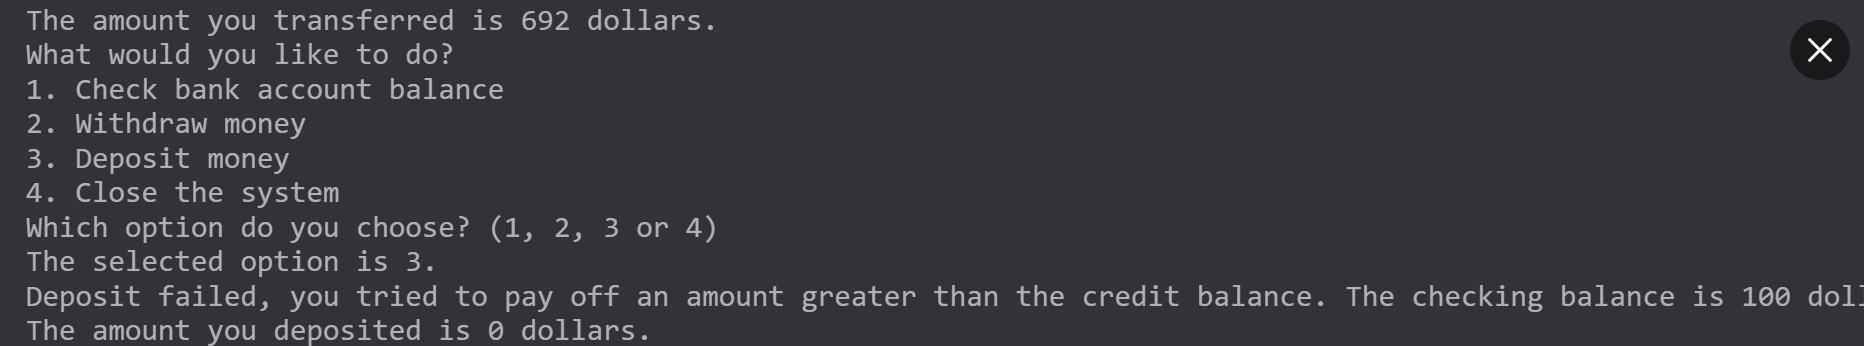 The amount you transferred is 692 dollars.
What would you like to do?
1. Check bank account balance
2. Withdraw money
3. Deposit money
4. Close the system
Which option do you choose? (1, 2, 3 or 4)
The selected option is 3.
Deposit failed, you tried to pay off an amount greater than the credit balance. The checking balance is 100
The amount you deposited is 0 dollars.